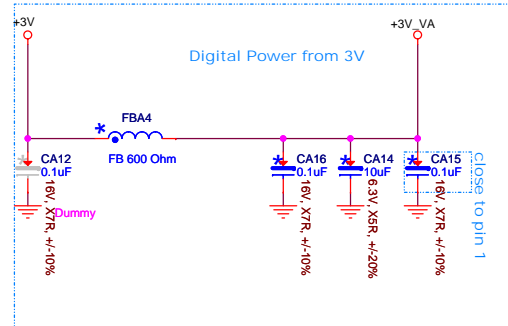 +3V
+3V_VA
Digital Power from 3V
FBA4
*
FB 600 Ohm
*
CA12
0.1uF
16V, X7R, +/-10%
Dummy
*
CA16
0.1uF
16V, X7R, +/-10%
*
CA14
10uF
6.3V, X5R, +/-20%
*
CA15
0.1uF
16V, X7R, +/-10%
close to pin 1